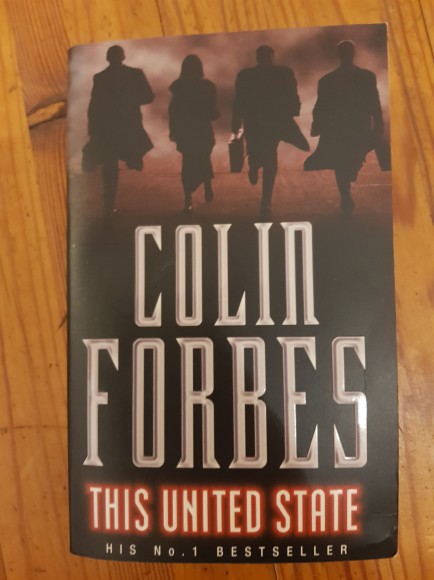 COLIN
FORBES
THIS UNITED STATE
HIS No.1 BESTSELLER